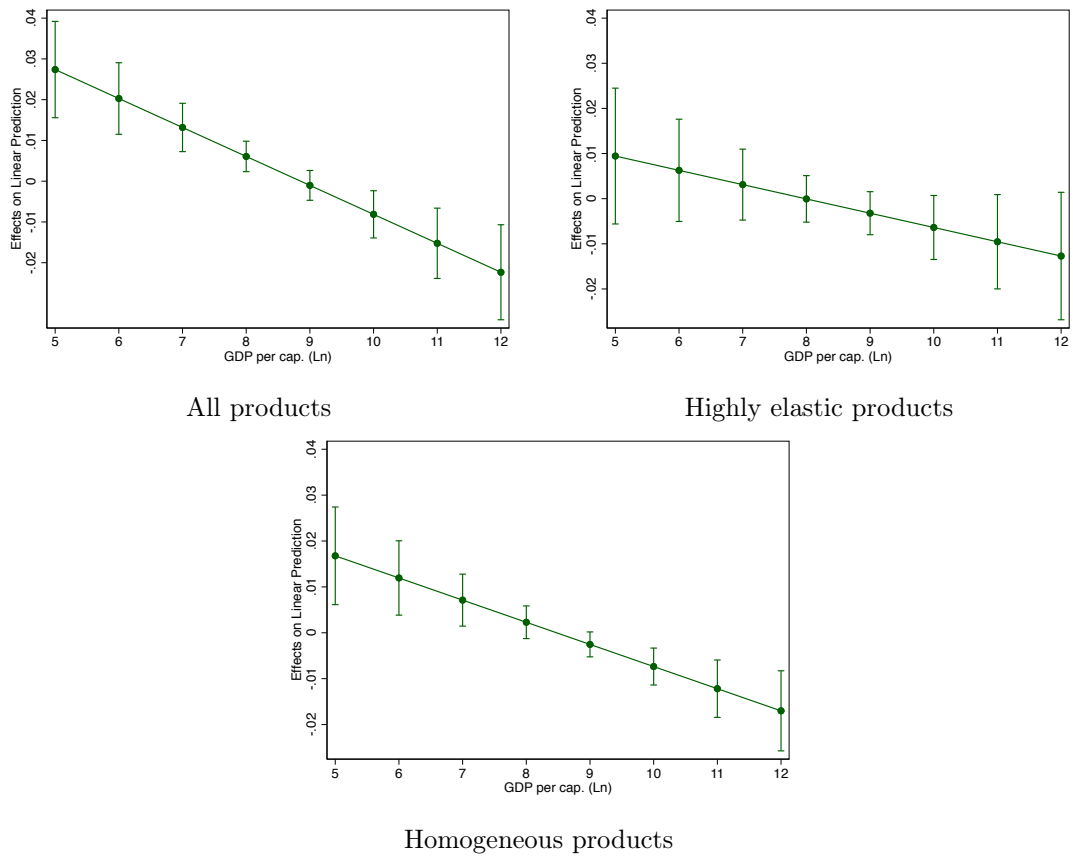 Effects on Linear Prediction
.04
.03
.02
.01
0
-.01
-.02
5 6 7 8 9 10 11 12
GDP per cap. (Ln)
All products
Effects on Linear Prediction
.04
.03
.02
.01
0
-.01
-.02
5 6 7 8 9 10 11 12
GDP per cap. (Ln)
Highly elastic products
Effects on Linear Prediction
.04
.03
.02
.01
0
-.01
-.02
5 6 7 8 9 10 11 12
GDP per cap. (Ln)
Homogeneous products